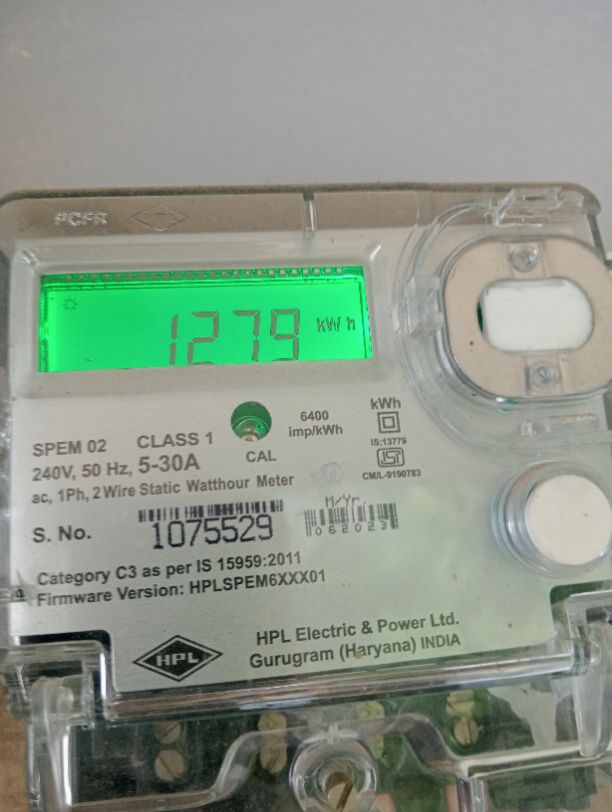 PCFR HPL
1279 kWh
6400
imp/kWh
CAL
kWh
IS:13779
ISI
CM/L-9190783
SPEM 02 CLASS 1
240V, 50 Hz, 5-30A
ac, 1Ph, 2 Wire Static Watthour Meter
M/Yr.
S. No. 1075529 062023
Category C3 as per IS 15959:2011
Firmware Version: HPLSPEM6XXX01
HPL
HPL Electric & Power Ltd.
Gurugram (Haryana) INDIA